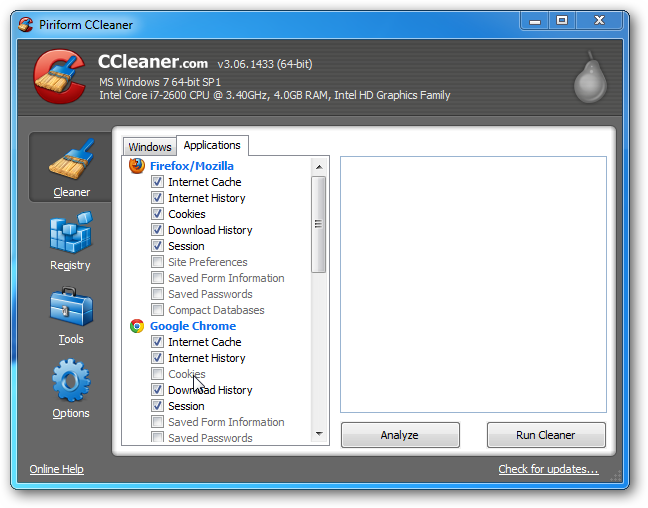 Piriform CCleaner
CCleaner.com v3.06.1433 (64-bit)
MS Windows 7 64-bit SP1
Intel Core i7-2600 CPU @ 3.40GHz, 4.0GB RAM, Intel HD Graphics Family
Cleaner
Registry
Tools
Options
Windows
Applications
Firefox/Mozilla
Internet Cache
Internet History
Cookies
Download History
Session
Site Preferences
Saved Form Information
Saved Passwords
Compact Databases
Google Chrome
Internet Cache
Internet History
Cookies
Download History
Session
Saved Form Information
Saved Passwords
Analyze
Run Cleaner
Online Help
Check for updates...